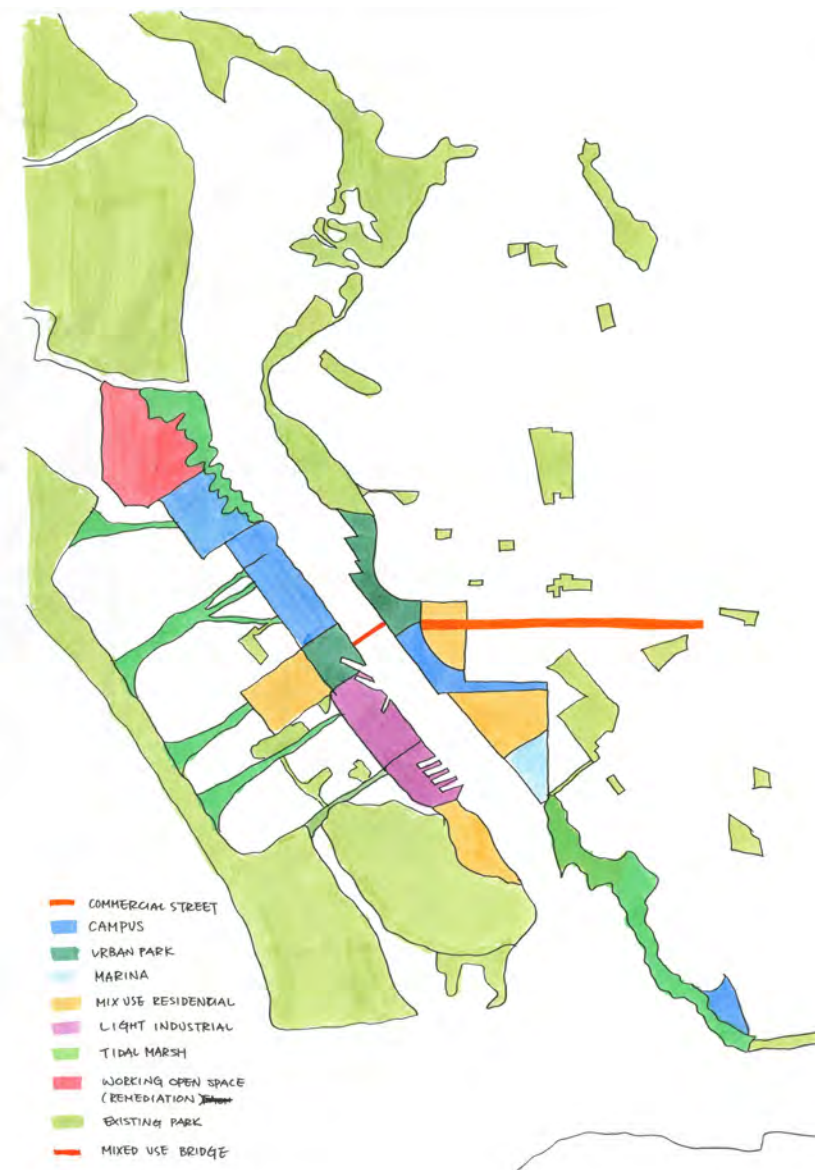 COMMERCIAL STREET
CAMPUS
URBAN PARK
MARINA
MIX USE RESIDENCIAL
LIGHT INDUSTRIAL
TIDAL MARSH
WORKING OPEN SPACE
(REMEDIATION)
EXISTING PARK
MIXED USE BRIDGE